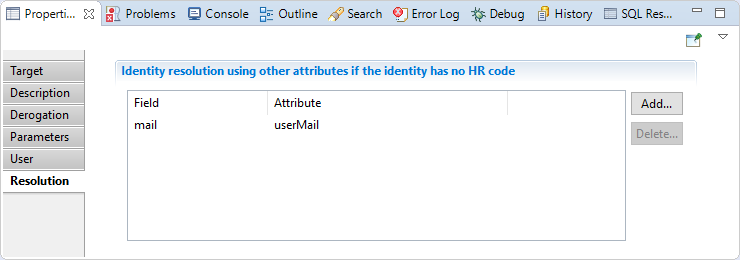 Properti... Problems Console Outline Search Error Log Debug History SQL Res...
Target
Description
Derogation
Parameters
User
Resolution
Identity resolution using other attributes if the identity has no HR code
Field Attribute
mail userMail
Add...
Delete...